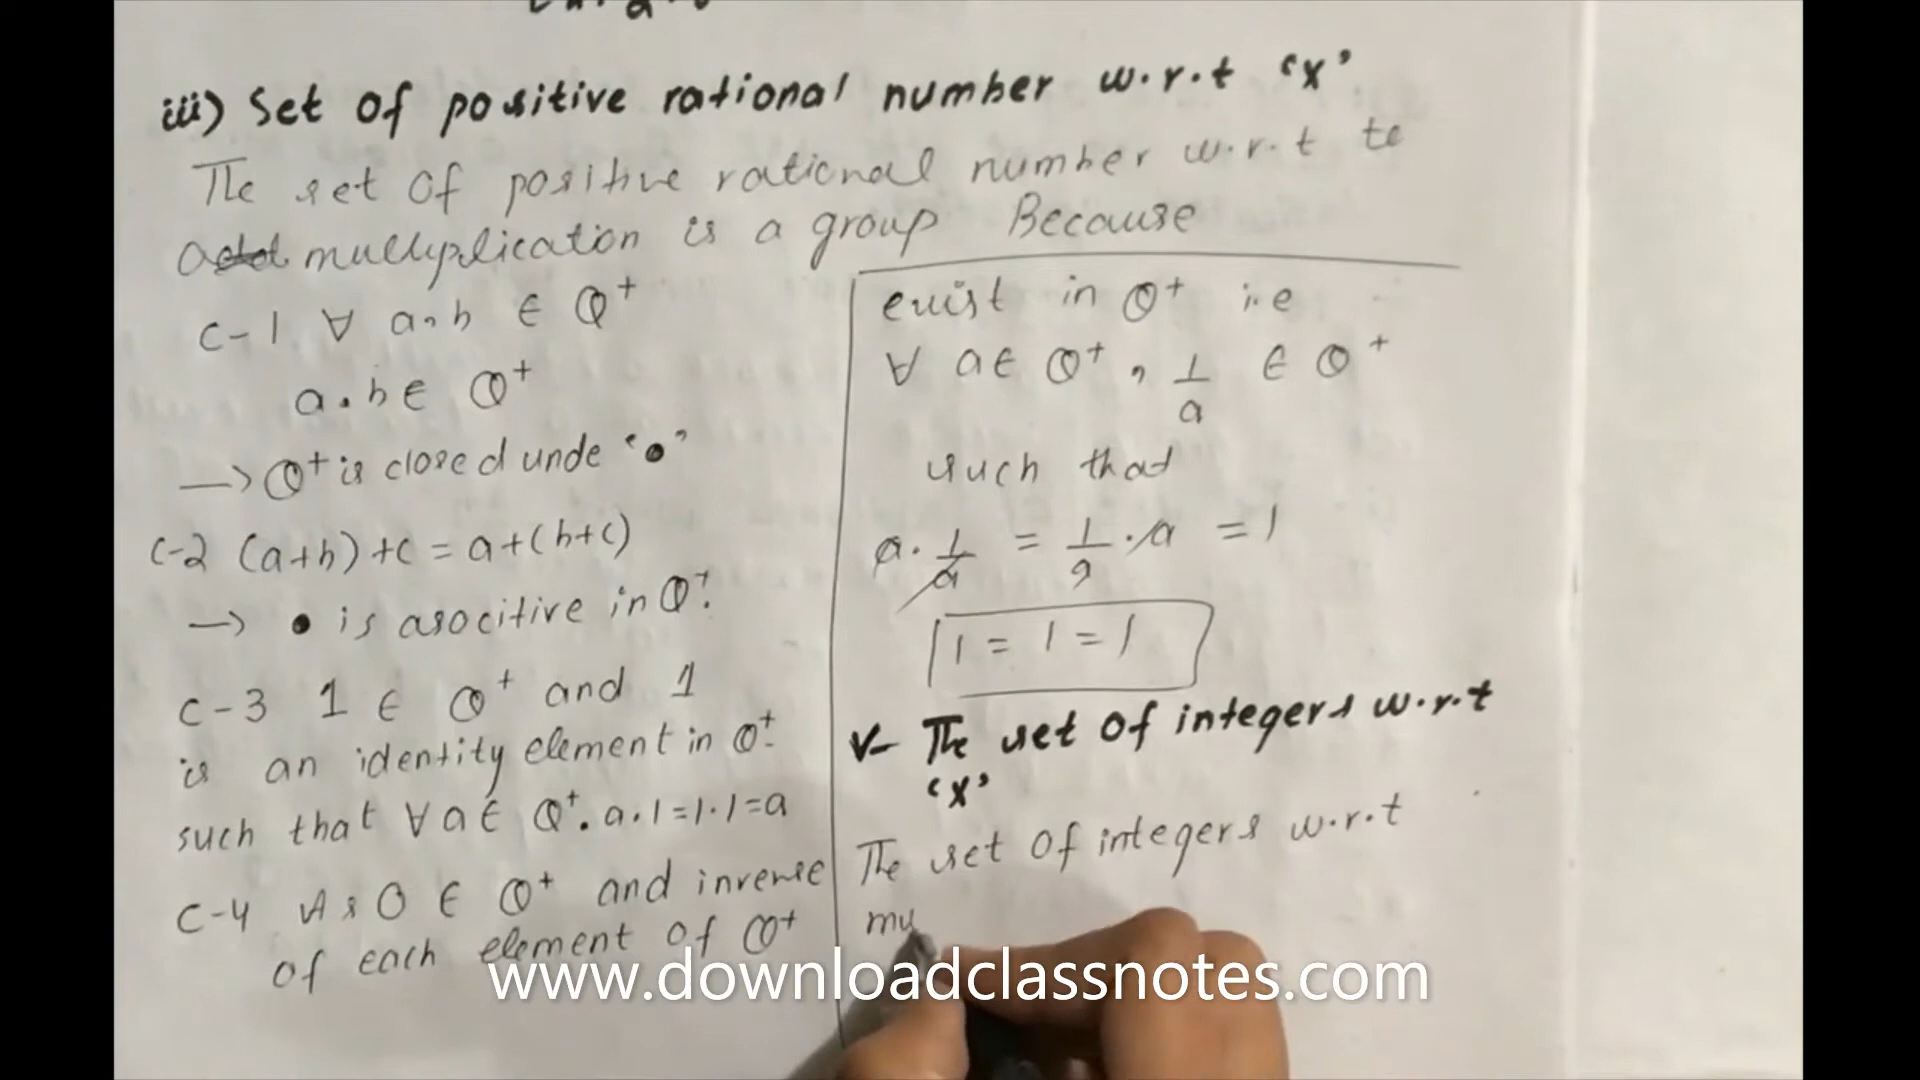 iii) Set of positive rational number w.r.t ‘x’
The set of positive rational number w.r.t to
multiplication is a group Because
C-1 ∀ a,b ∈ Q⁺
a.b ∈ Q⁺
→ Q⁺ is closed unde ‘•’
C-2 (a+b)+c = a+(b+c)
→ • is asocitive in Q⁺.
C-3 1 ∈ Q⁺ and 1
is an identity element in Q⁺
such that ∀ a ∈ Q⁺. a.1=1.1=a
C-4 As 0 ∈ Q⁺ and inverse
of each element of Q⁺
exist in Q⁺ i.e
∀ a ∈ Q⁺, 1/a ∈ Q⁺
such that
a. 1/a = 1/a . a = 1
1 = 1 = 1
v- The set of integers w.r.t
‘x’
The set of integers w.r.t
mu
www.downloadclassnotes.com